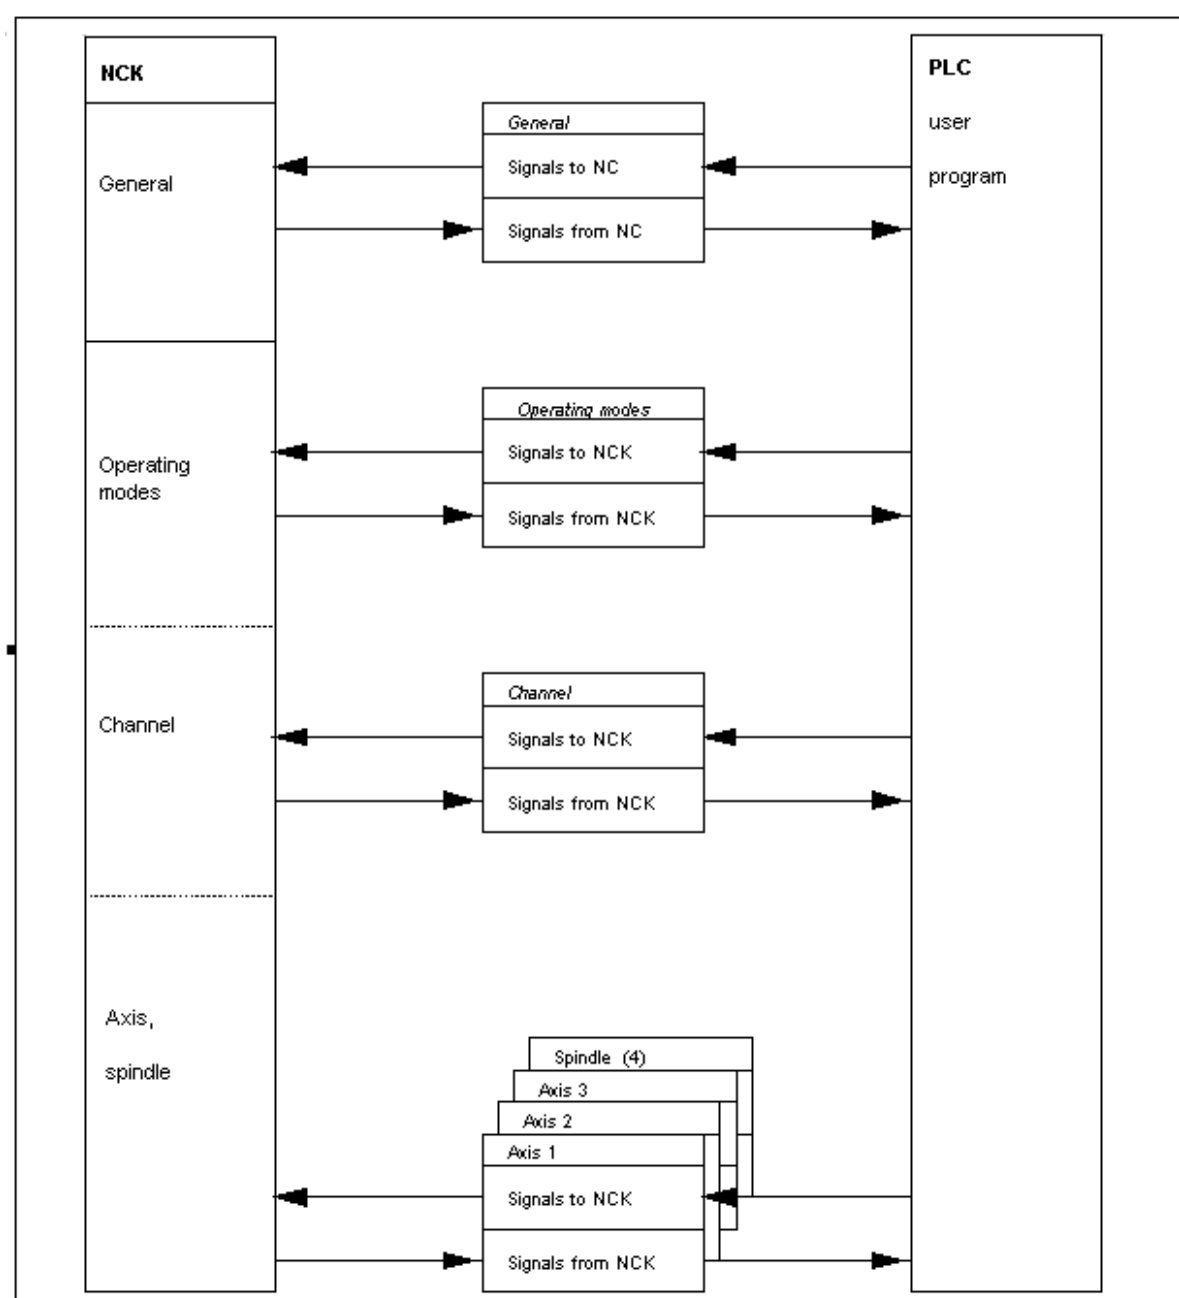 NCK
General
Operating
modes
Channel
Axis,
spindle
General
Signals to NC
Signals from NC
Operating modes
Signals to NCK
Signals from NCK
Channel
Signals to NCK
Signals from NCK
Spindle (4)
Axis 3
Axis 2
Axis 1
Signals to NCK
Signals from NCK
PLC
user
program